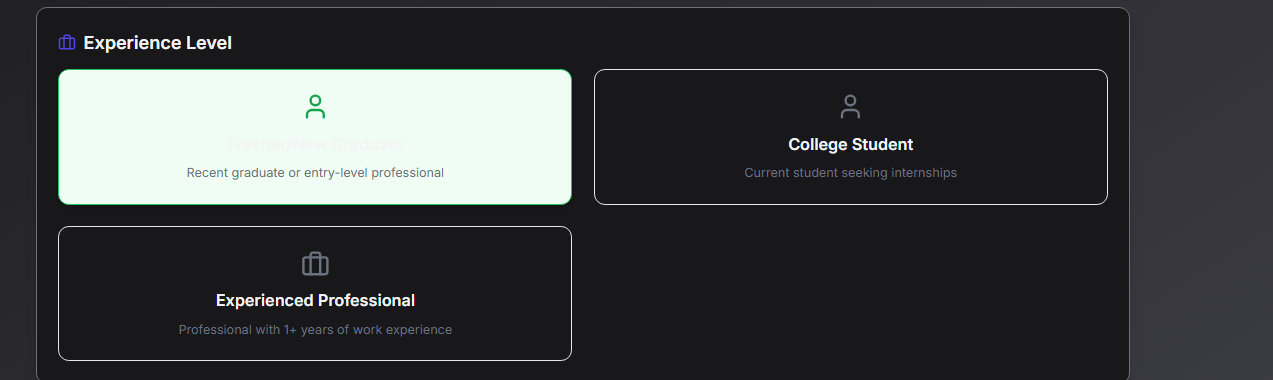 Experience Level
Fresher/New Graduate
Recent graduate or entry-level professional
College Student
Current student seeking internships
Experienced Professional
Professional with 1+ years of work experience